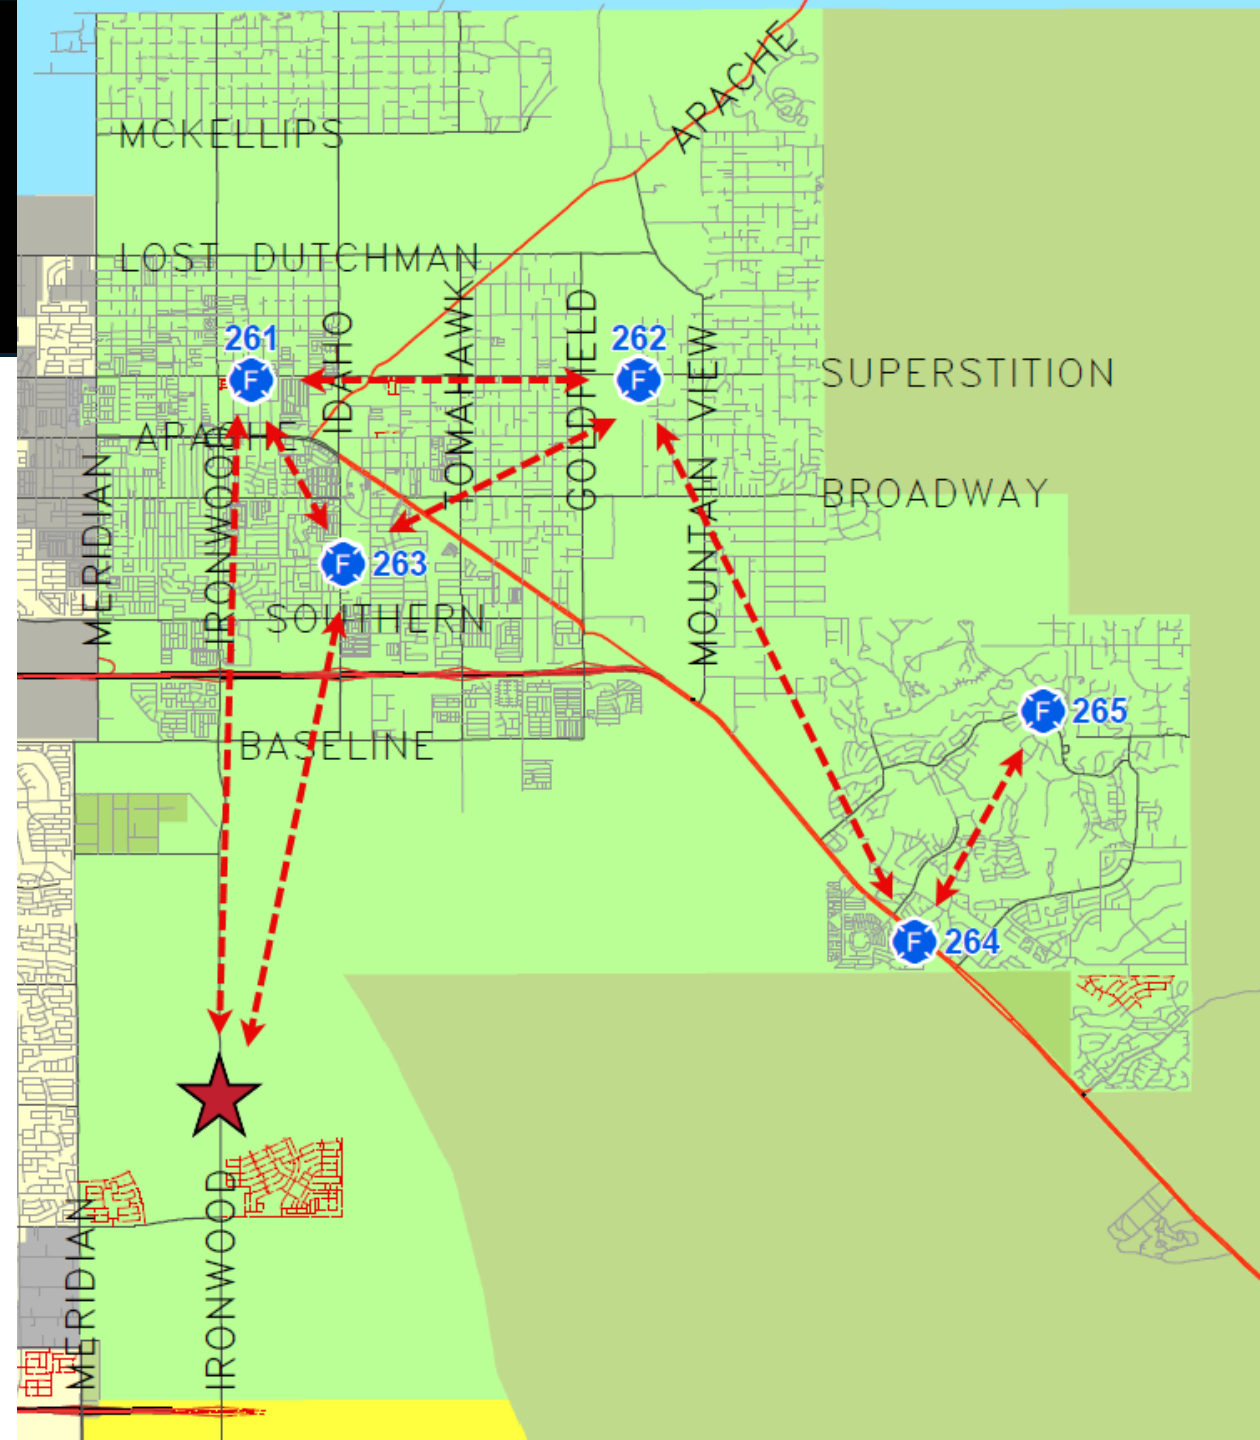 APACHE
MCKELLIPS
LOST DUTCHMAN
261
F
IDAHO
TOMAHAWK
GOLDFIELD
262
F
MOUNTAIN VIEW
SUPERSTITION
APACHE
MERIDIAN
IRONWOOD
BROADWAY
F
263
SOUTHERN
BASELINE
F
265
F
264
MERIDIAN
IRONWOOD